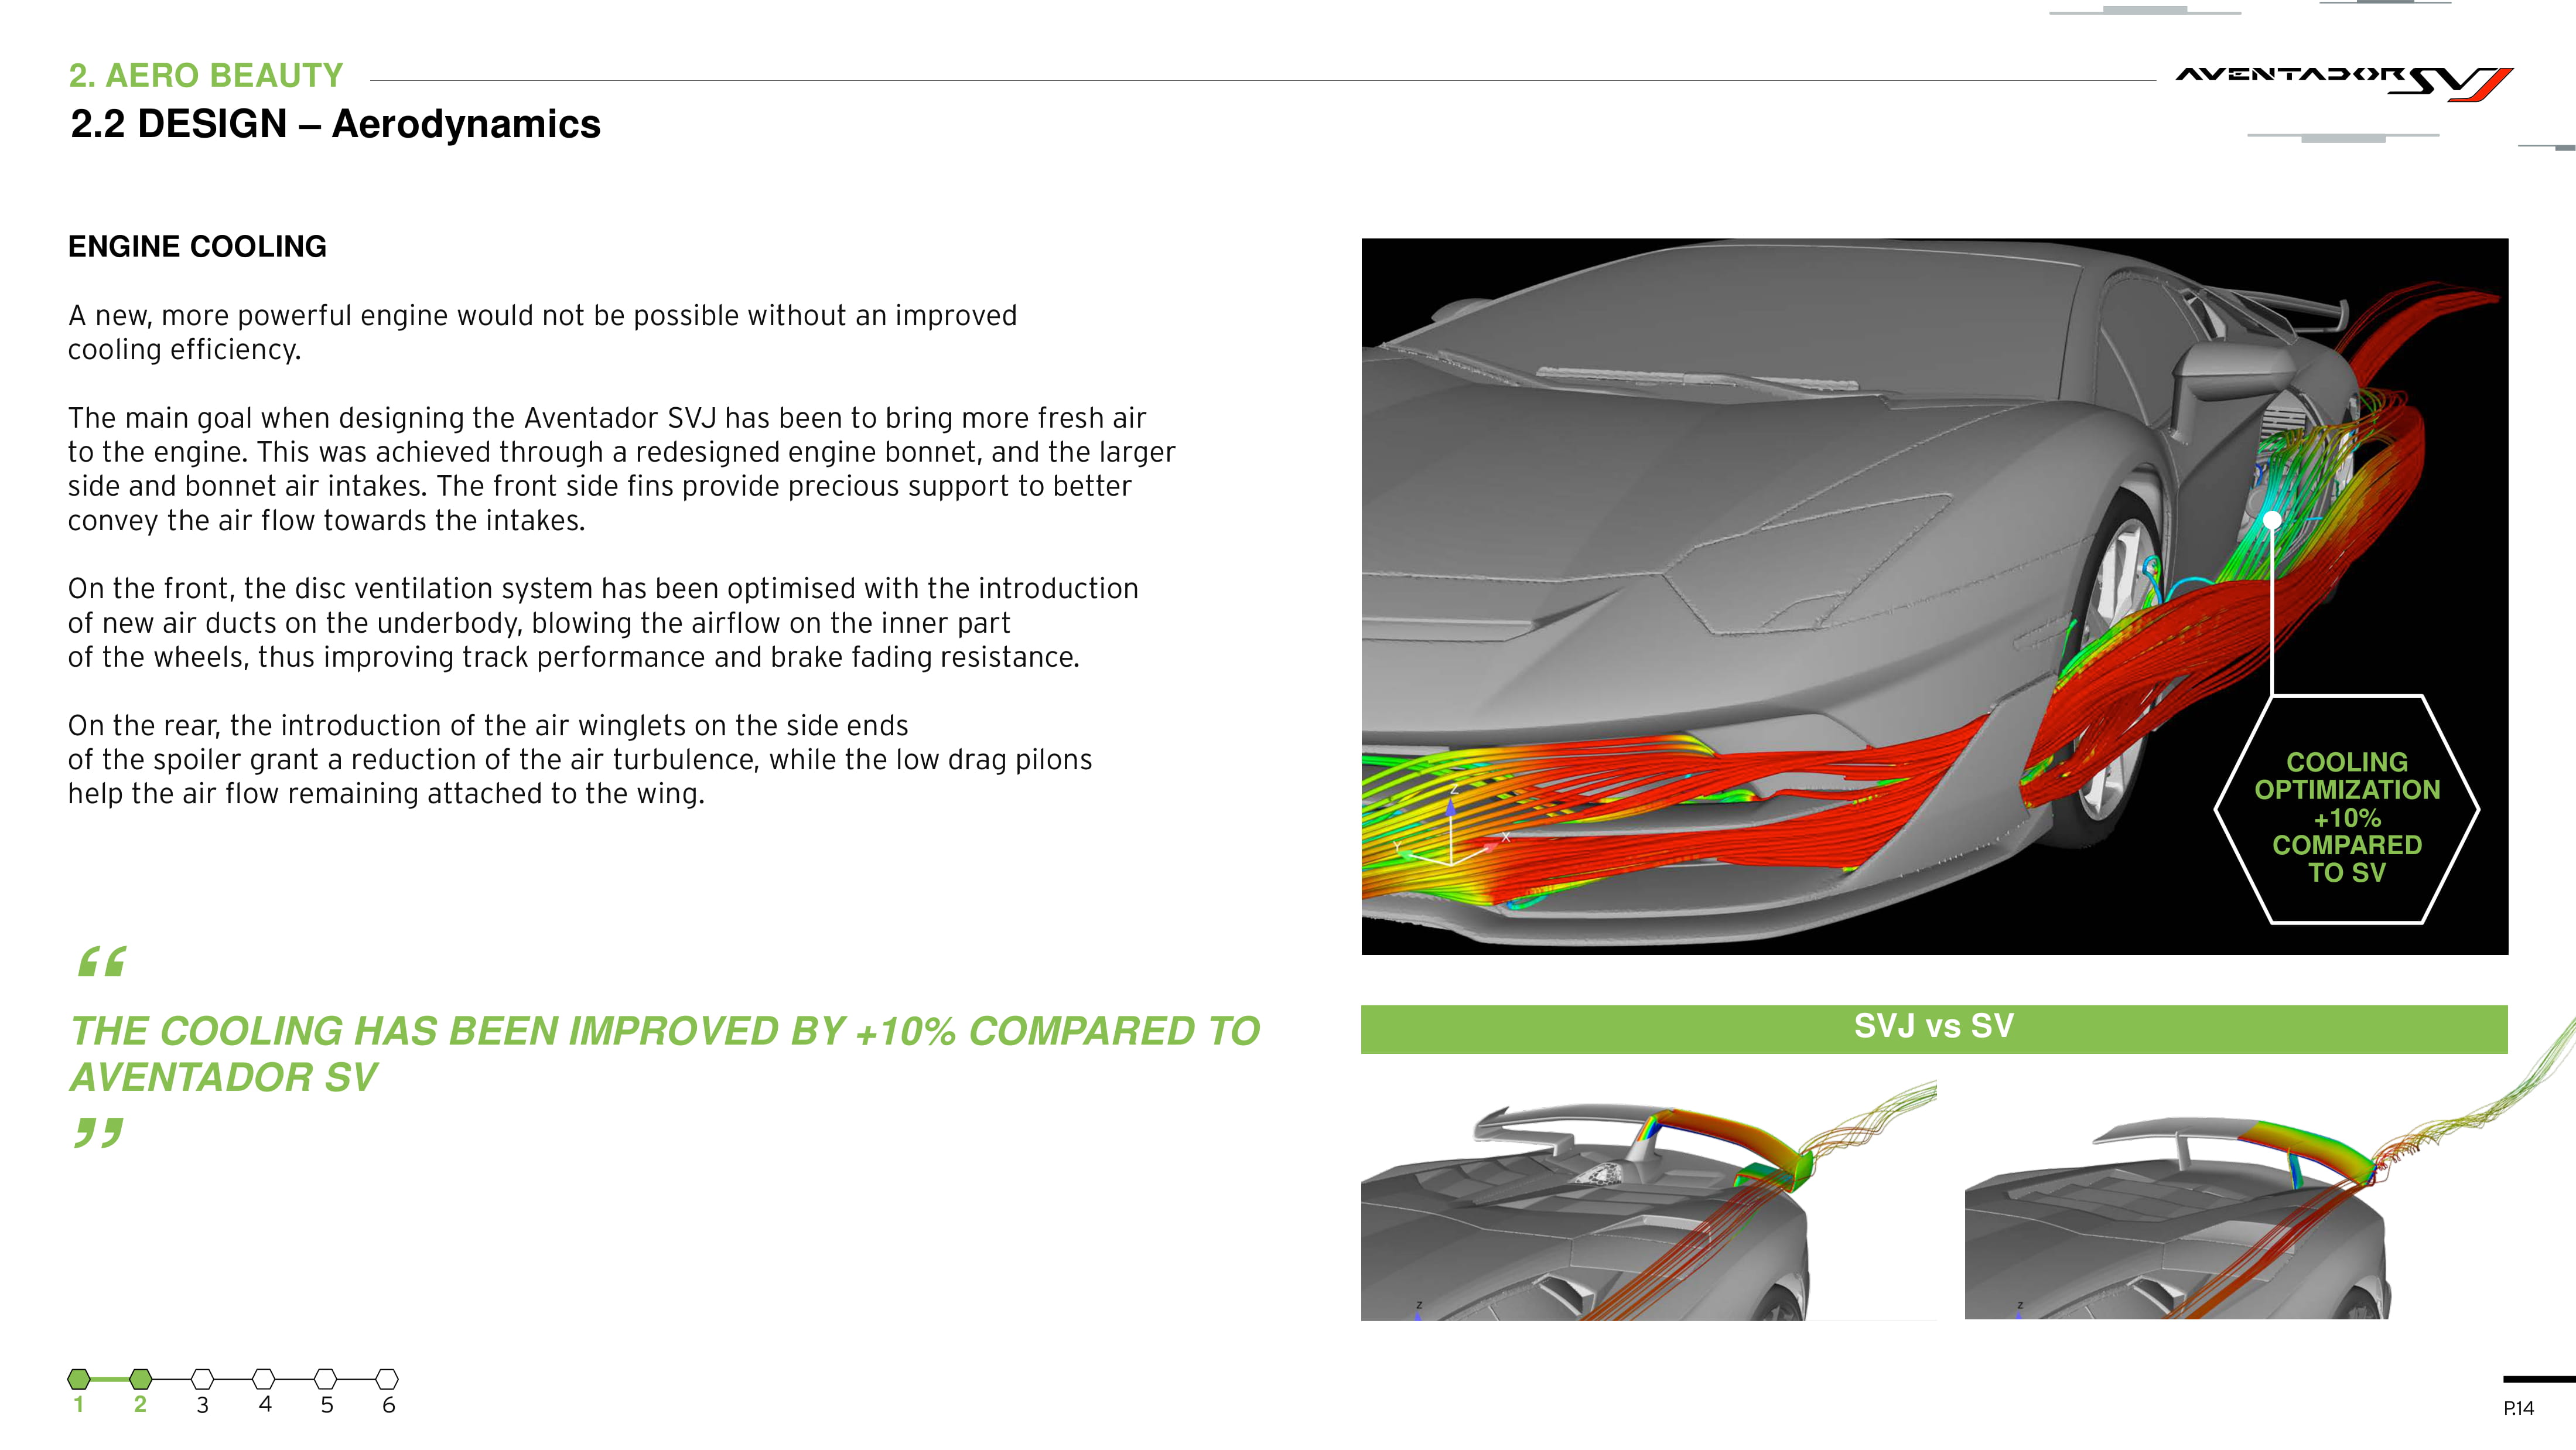 2. AERO BEAUTY
AVENTADOR SVJ
2.2 DESIGN – Aerodynamics
ENGINE COOLING
A new, more powerful engine would not be possible without an improved
cooling efficiency.
The main goal when designing the Aventador SVJ has been to bring more fresh air
to the engine. This was achieved through a redesigned engine bonnet, and the larger
side and bonnet air intakes. The front side fins provide precious support to better
convey the air flow towards the intakes.
On the front, the disc ventilation system has been optimised with the introduction
of new air ducts on the underbody, blowing the airflow on the inner part
of the wheels, thus improving track performance and brake fading resistance.
On the rear, the introduction of the air winglets on the side ends
of the spoiler grant a reduction of the air turbulence, while the low drag pilons
help the air flow remaining attached to the wing.
“
THE COOLING HAS BEEN IMPROVED BY +10% COMPARED TO
AVENTADOR SV
”
Z
X
Y
COOLING
OPTIMIZATION
+10%
COMPARED
TO SV
SVJ vs SV
Z
Z
1 2 3 4 5 6
P.14